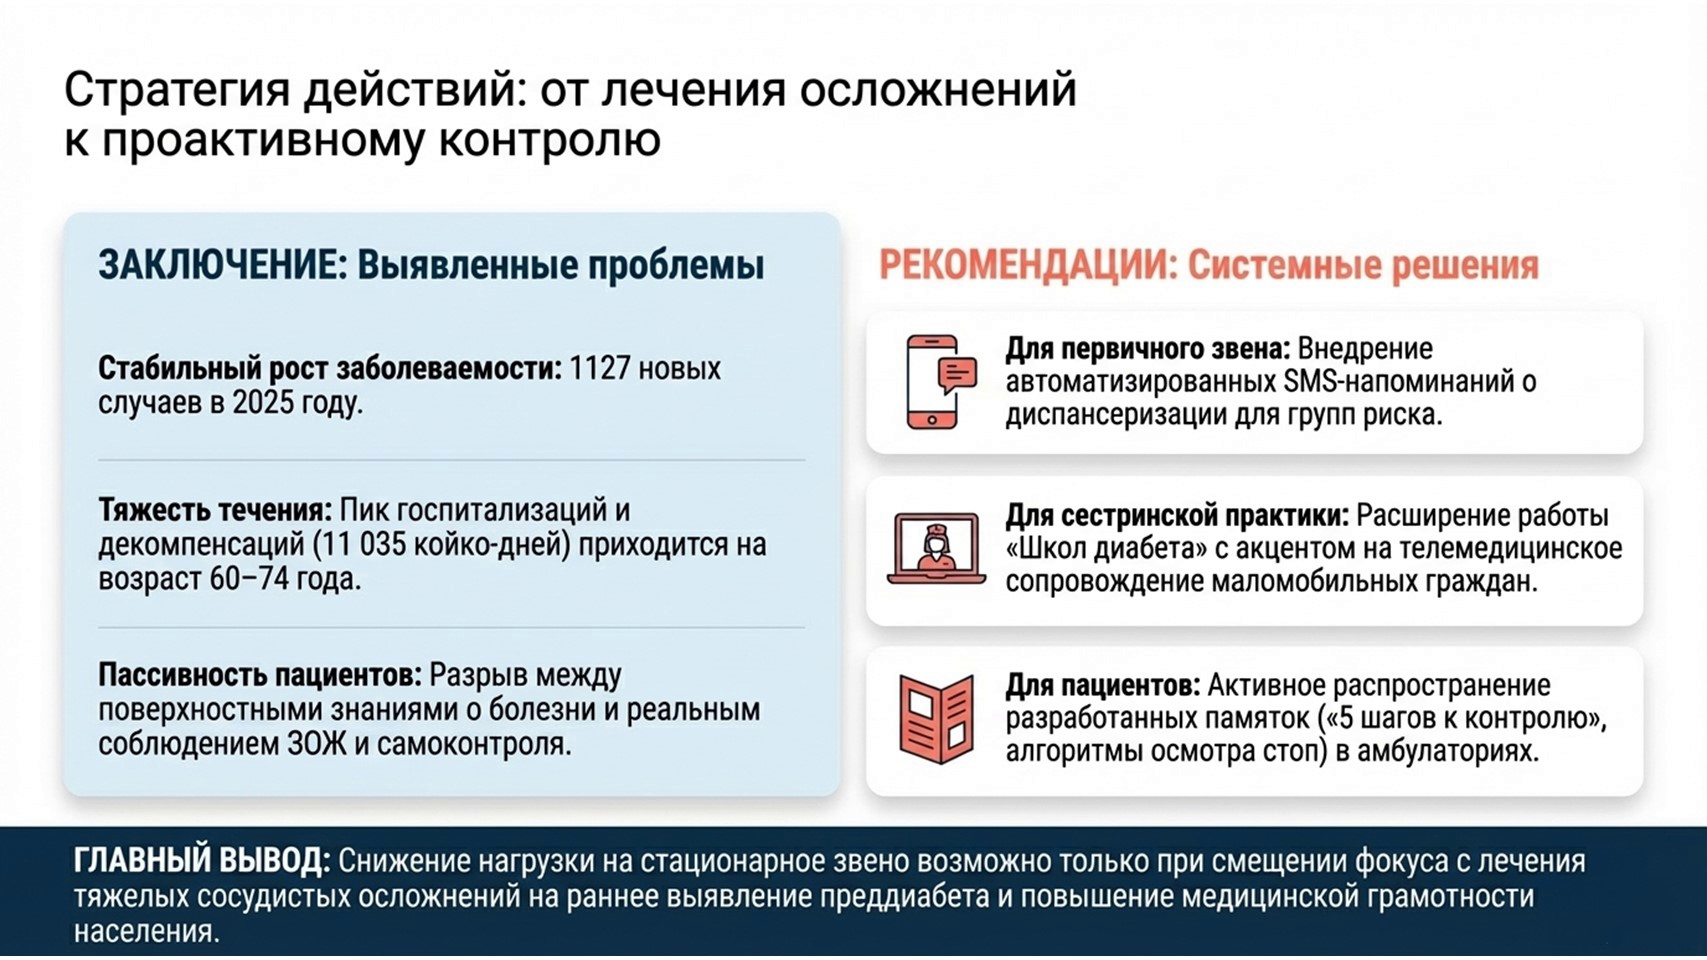 Стратегия действий: от лечения осложнений
к проактивному контролю
ЗАКЛЮЧЕНИЕ: Выявленные проблемы
Стабильный рост заболеваемости: 1127 новых
случаев в 2025 году.
Тяжесть течения: Пик госпитализаций и
декомпенсаций (11 035 койко-дней) приходится на
возраст 60–74 года.
Пассивность пациентов: Разрыв между
поверхностными знаниями о болезни и реальным
соблюдением ЗОЖ и самоконтроля.
РЕКОМЕНДАЦИИ: Системные решения
Для первичного звена: Внедрение
автоматизированных SMS-напоминаний о
диспансеризации для групп риска.
Для сестринской практики: Расширение работы
«Школ диабета» с акцентом на телемедицинское
сопровождение маломобильных граждан.
Для пациентов: Активное распространение
разработанных памяток («5 шагов к контролю»,
алгоритмы осмотра стоп) в амбулаториях.
ГЛАВНЫЙ ВЫВОД: Снижение нагрузки на стационарное звено возможно только при смещении фокуса с лечения
тяжелых сосудистых осложнений на раннее выявление преддиабета и повышение медицинской грамотности
населения.